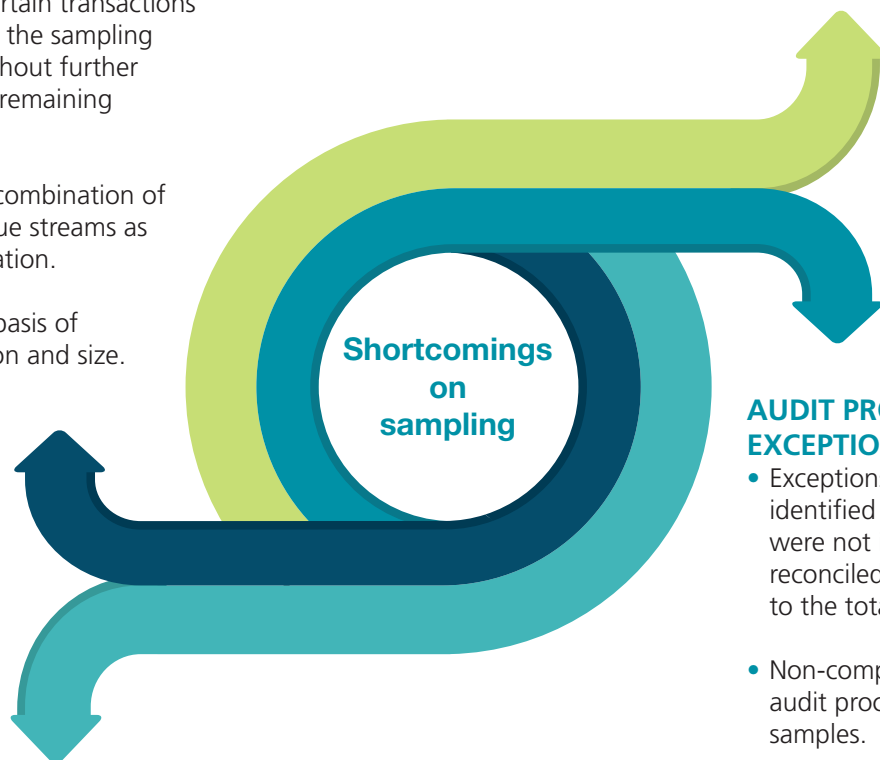 rtain transactions
the sampling
hout further
remaining
combination of
ue streams as
ation.
basis of
on and size.
Shortcomings
on
sampling
AUDIT PRO
EXCEPTIO
• Exception
identified
were not
reconciled
to the tota
• Non-comp
audit proc
samples.